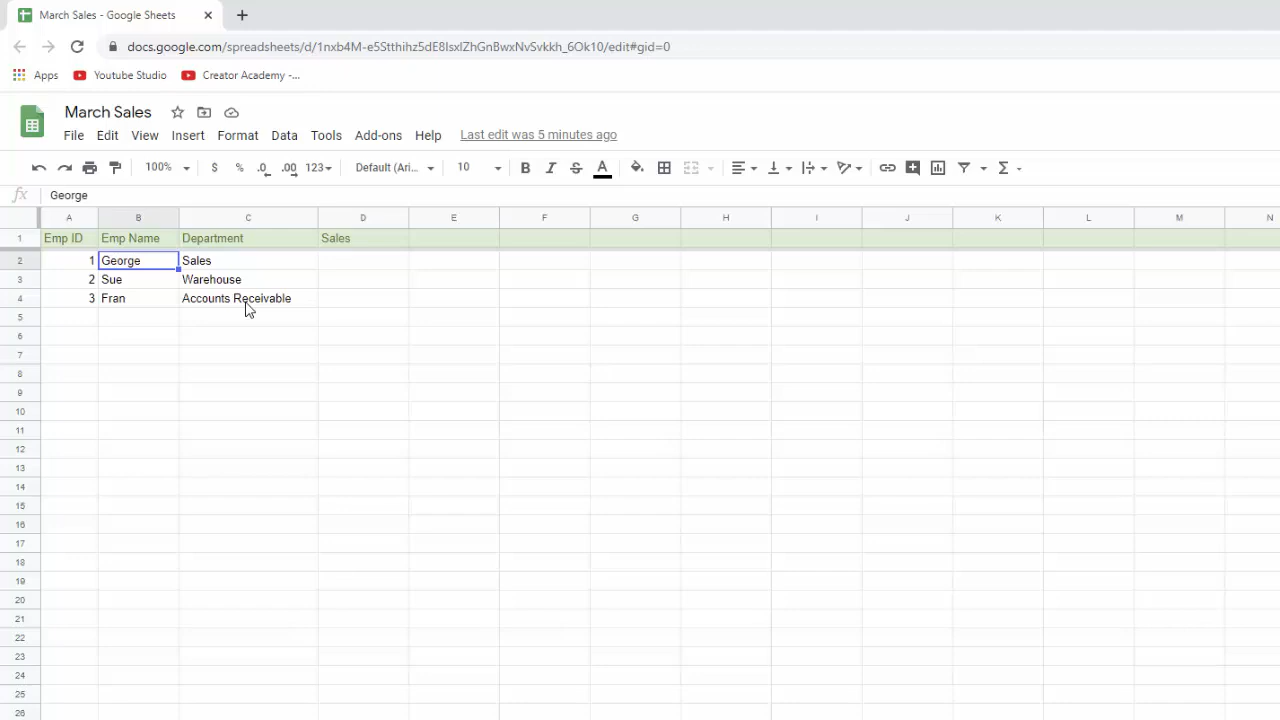 March Sales - Google Sheets
docs.google.com/spreadsheets/d/1nxb4M-e5Stthihz5dE8IsxlZhGnBwxNvSvkkh_6Ok10/edit#gid=0
Apps Youtube Studio Creator Academy -...
March Sales
File Edit View Insert Format Data Tools Add-ons Help Last edit was 5 minutes ago
100% $ % .0 .00 123 Default (Ari... 10 B I S A Σ
fx George
A B C D E F G H I J K L M N
1 Emp ID Emp Name Department Sales
2 1 George Sales
3 2 Sue Warehouse
4 3 Fran Accounts Receivable
5
6
7
8
9
10
11
12
13
14
15
16
17
18
19
20
21
22
23
24
25
26